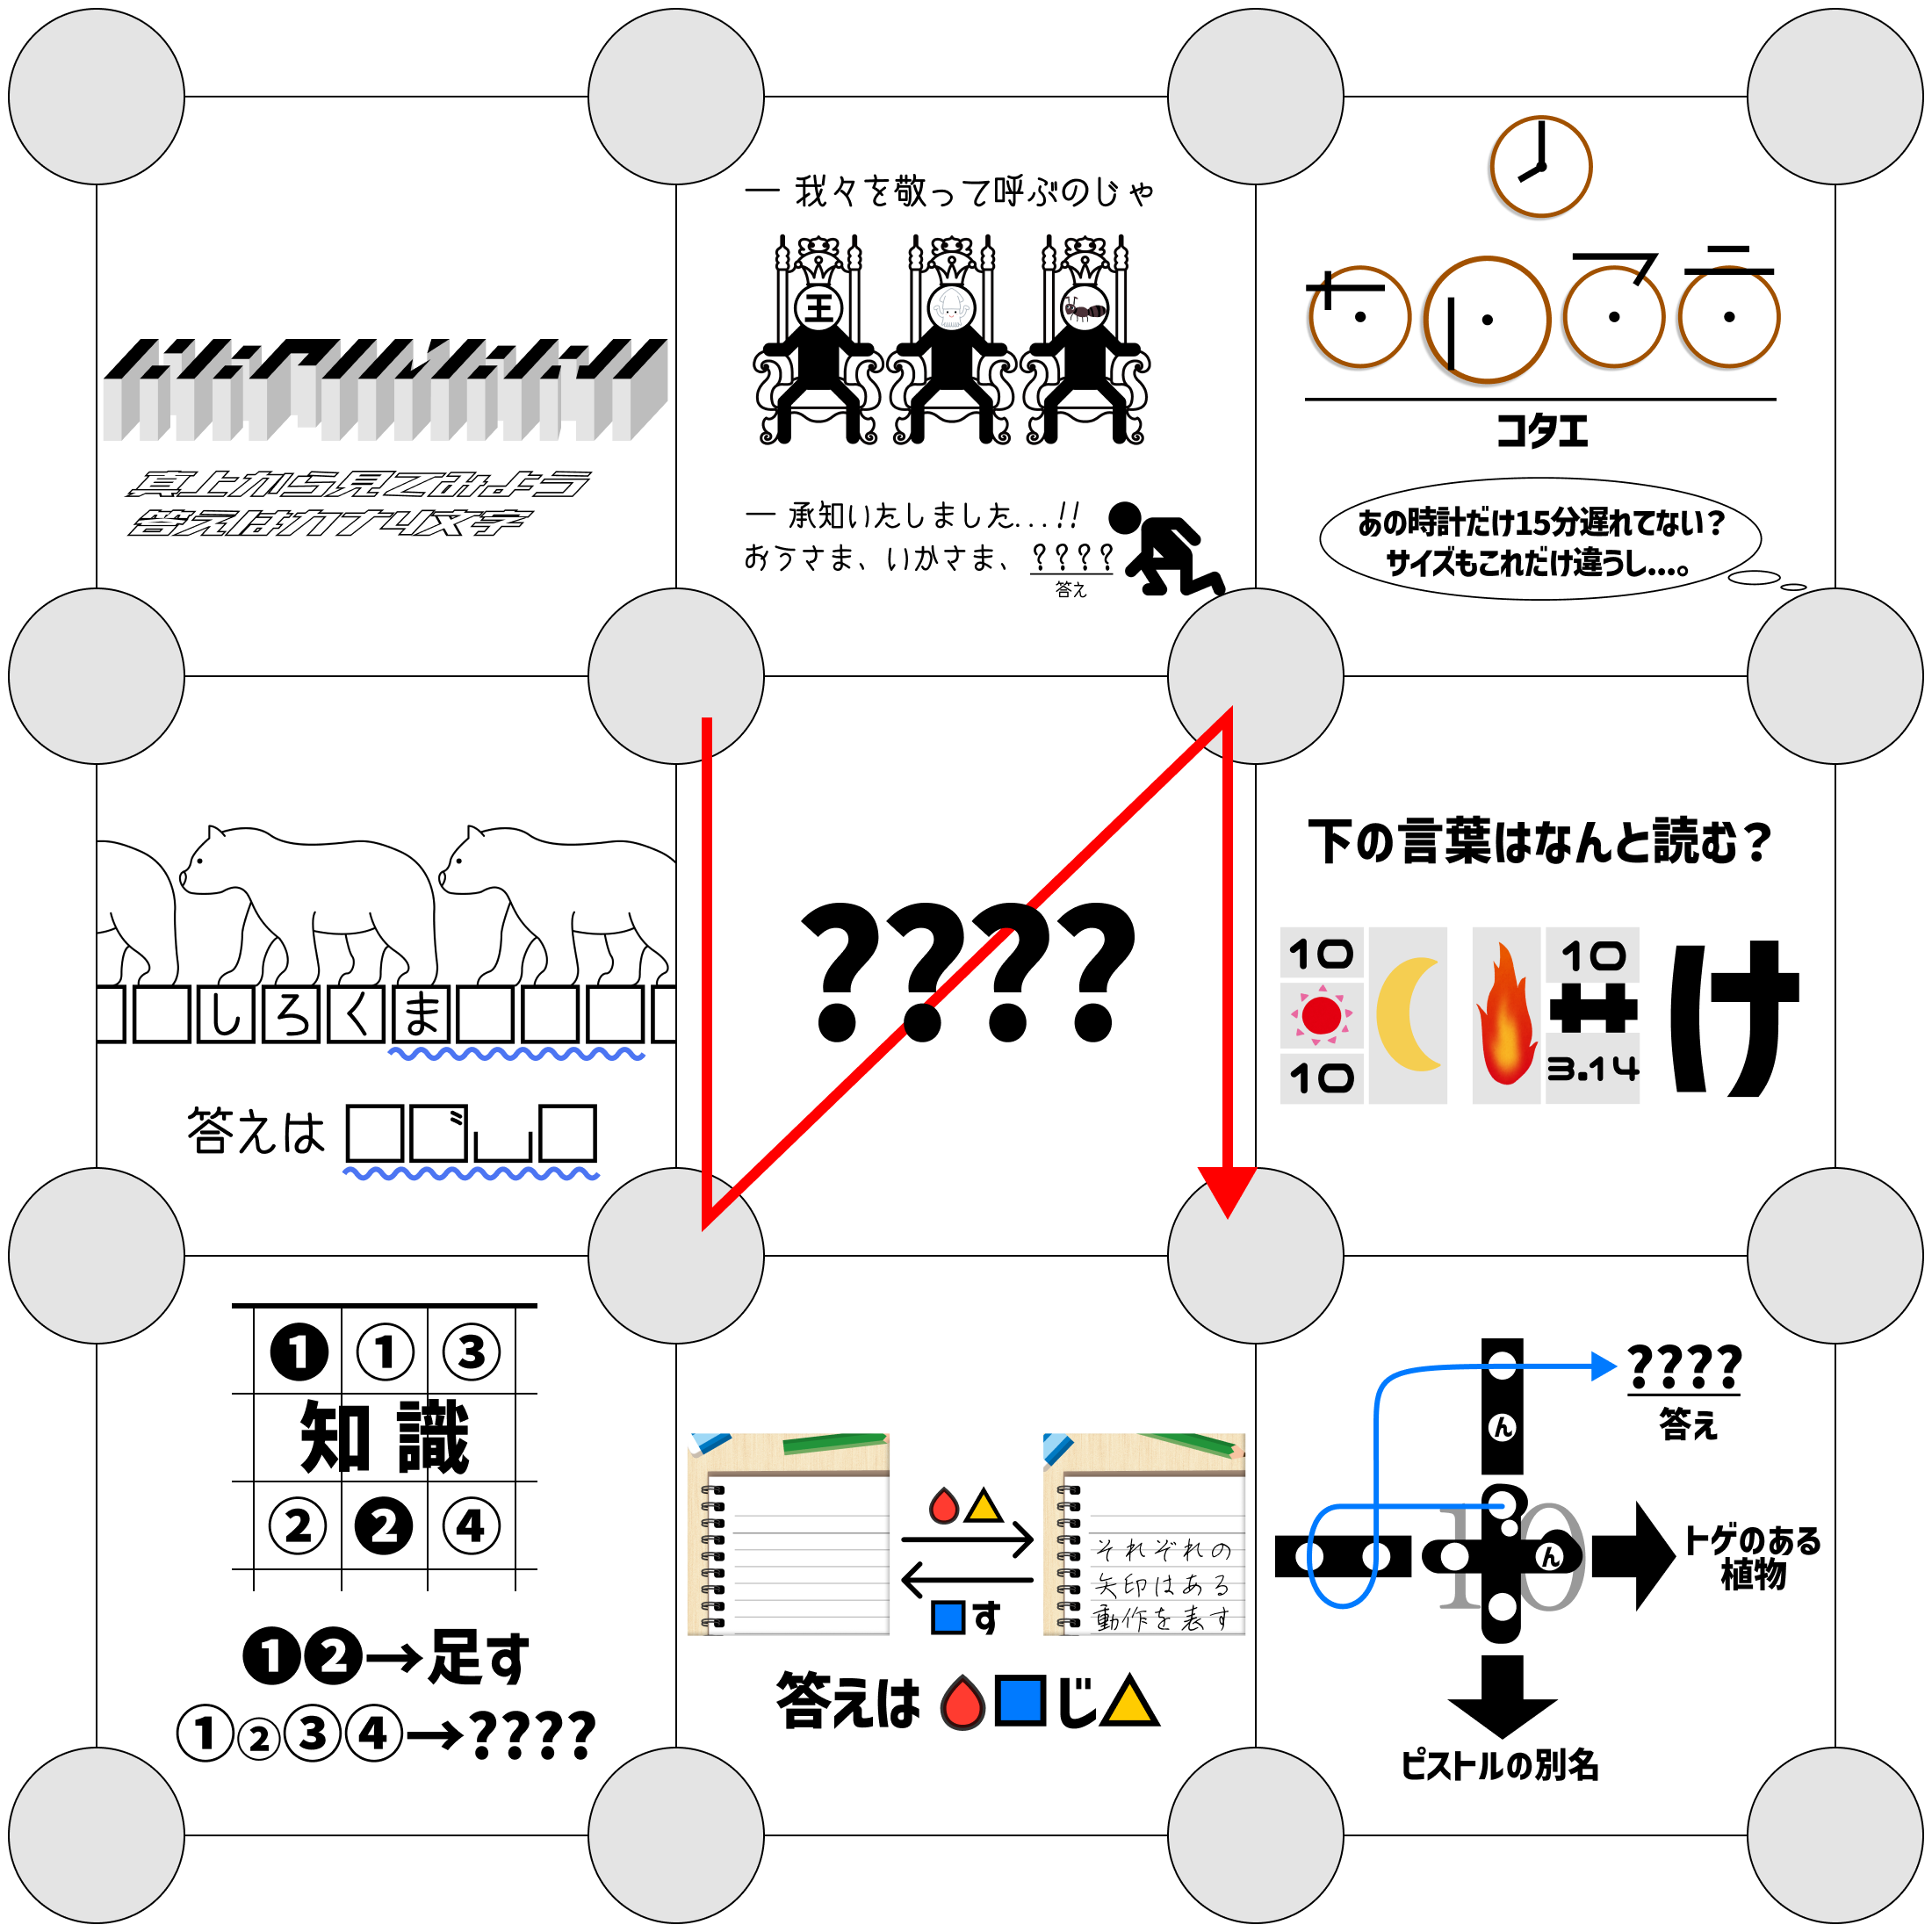 真上から見てみよう
答えはカナ4文字
― 我々を敬って呼ぶのじゃ
王
― 承知いたしました...!!
おうさま、いかさま、????
答え
コタエ
あの時計だけ15分遅れてない?
サイズもこれだけ違うし…。
しろくま
答えは
????
下の言葉はなんと読む?
10
10
10
3.14
け
1 1 3
知識
2 2 4
❶❷→足す
①②③④→????
それぞれの
矢印はある
動作を表す
す
答えは じ
????
答え
ん
10
ん
トゲのある
植物
ピストルの別名